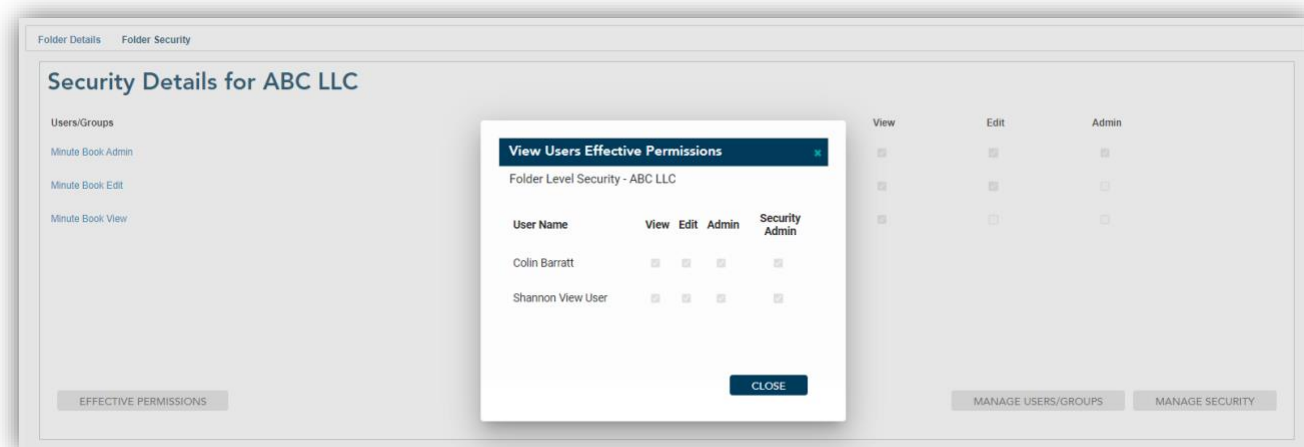 Folder Details Folder Security
Security Details for ABC LLC
Users/Groups View Edit Admin
Minute Book Admin
Minute Book Edit
Minute Book View
View Users Effective Permissions ×
Folder Level Security - ABC LLC
User Name View Edit Admin Security Admin
Colin Barratt
Shannon View User
CLOSE
EFFECTIVE PERMISSIONS MANAGE USERS/GROUPS MANAGE SECURITY